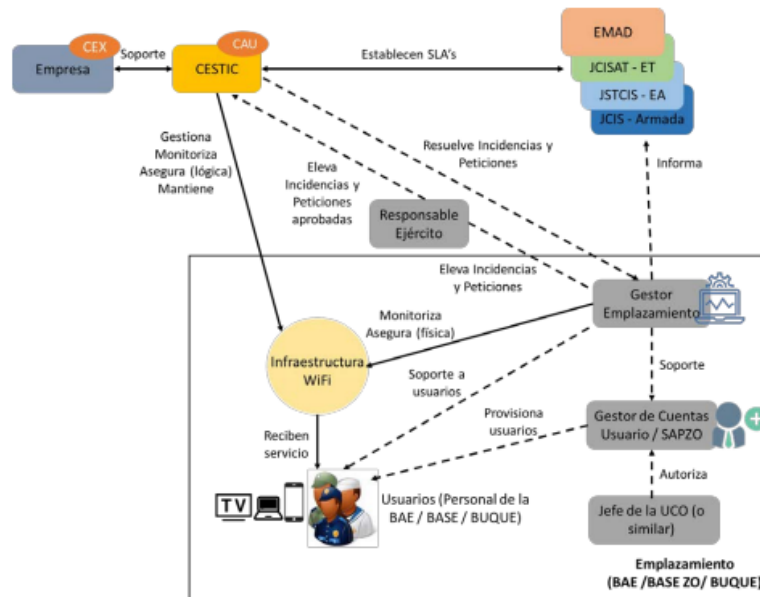 CEX
Empresa
Soporte
CAU
CESTIC
Establecen SLA's
EMAD
JCISAT - ET
JSTCIS - EA
JCIS - Armada
Gestiona
Monitoriza
Asegura (lógica)
Mantiene
Eleva
Incidencias y
Peticiones
aprobadas
Resuelve Incidencias y
Peticiones
Informa
Responsable
Ejército
Eleva Incidencias
y Peticiones
Gestor
Emplazamiento
Monitoriza
Asegura (física)
Infraestructura
WiFi
Soporte a
usuarios
Soporte
Provisiona
usuarios
Gestor de Cuentas
Usuario / SAPZO
Reciben
servicio
Autoriza
TV
Usuarios (Personal de la
BAE / BASE / BUQUE)
Jefe de la UCO (o
similar)
Emplazamiento
(BAE /BASE ZO/ BUQUE)